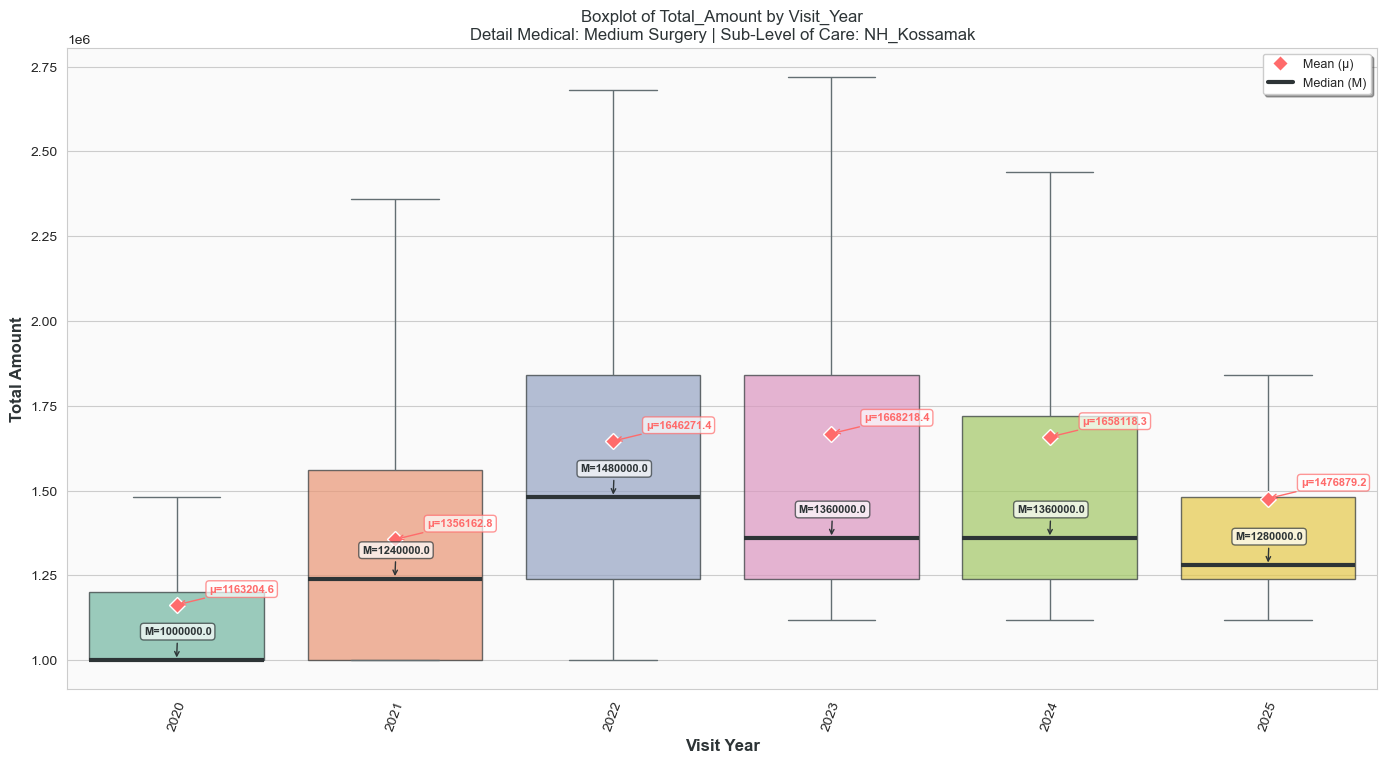 Boxplot of Total_Amount by Visit_Year
Detail Medical: Medium Surgery | Sub-Level of Care: NH_Kossamak
1e6
2.75
2.50
2.25
2.00
1.75
1.50
1.25
1.00
Total Amount
Mean (μ)
Median (M)
μ=1163204.6
M=1000000.0
μ=1356162.8
M=1240000.0
μ=1646271.4
M=1480000.0
μ=1668218.4
M=1360000.0
μ=1658118.3
M=1360000.0
μ=1476879.2
M=1280000.0
2020
2021
2022
2023
2024
2025
Visit Year